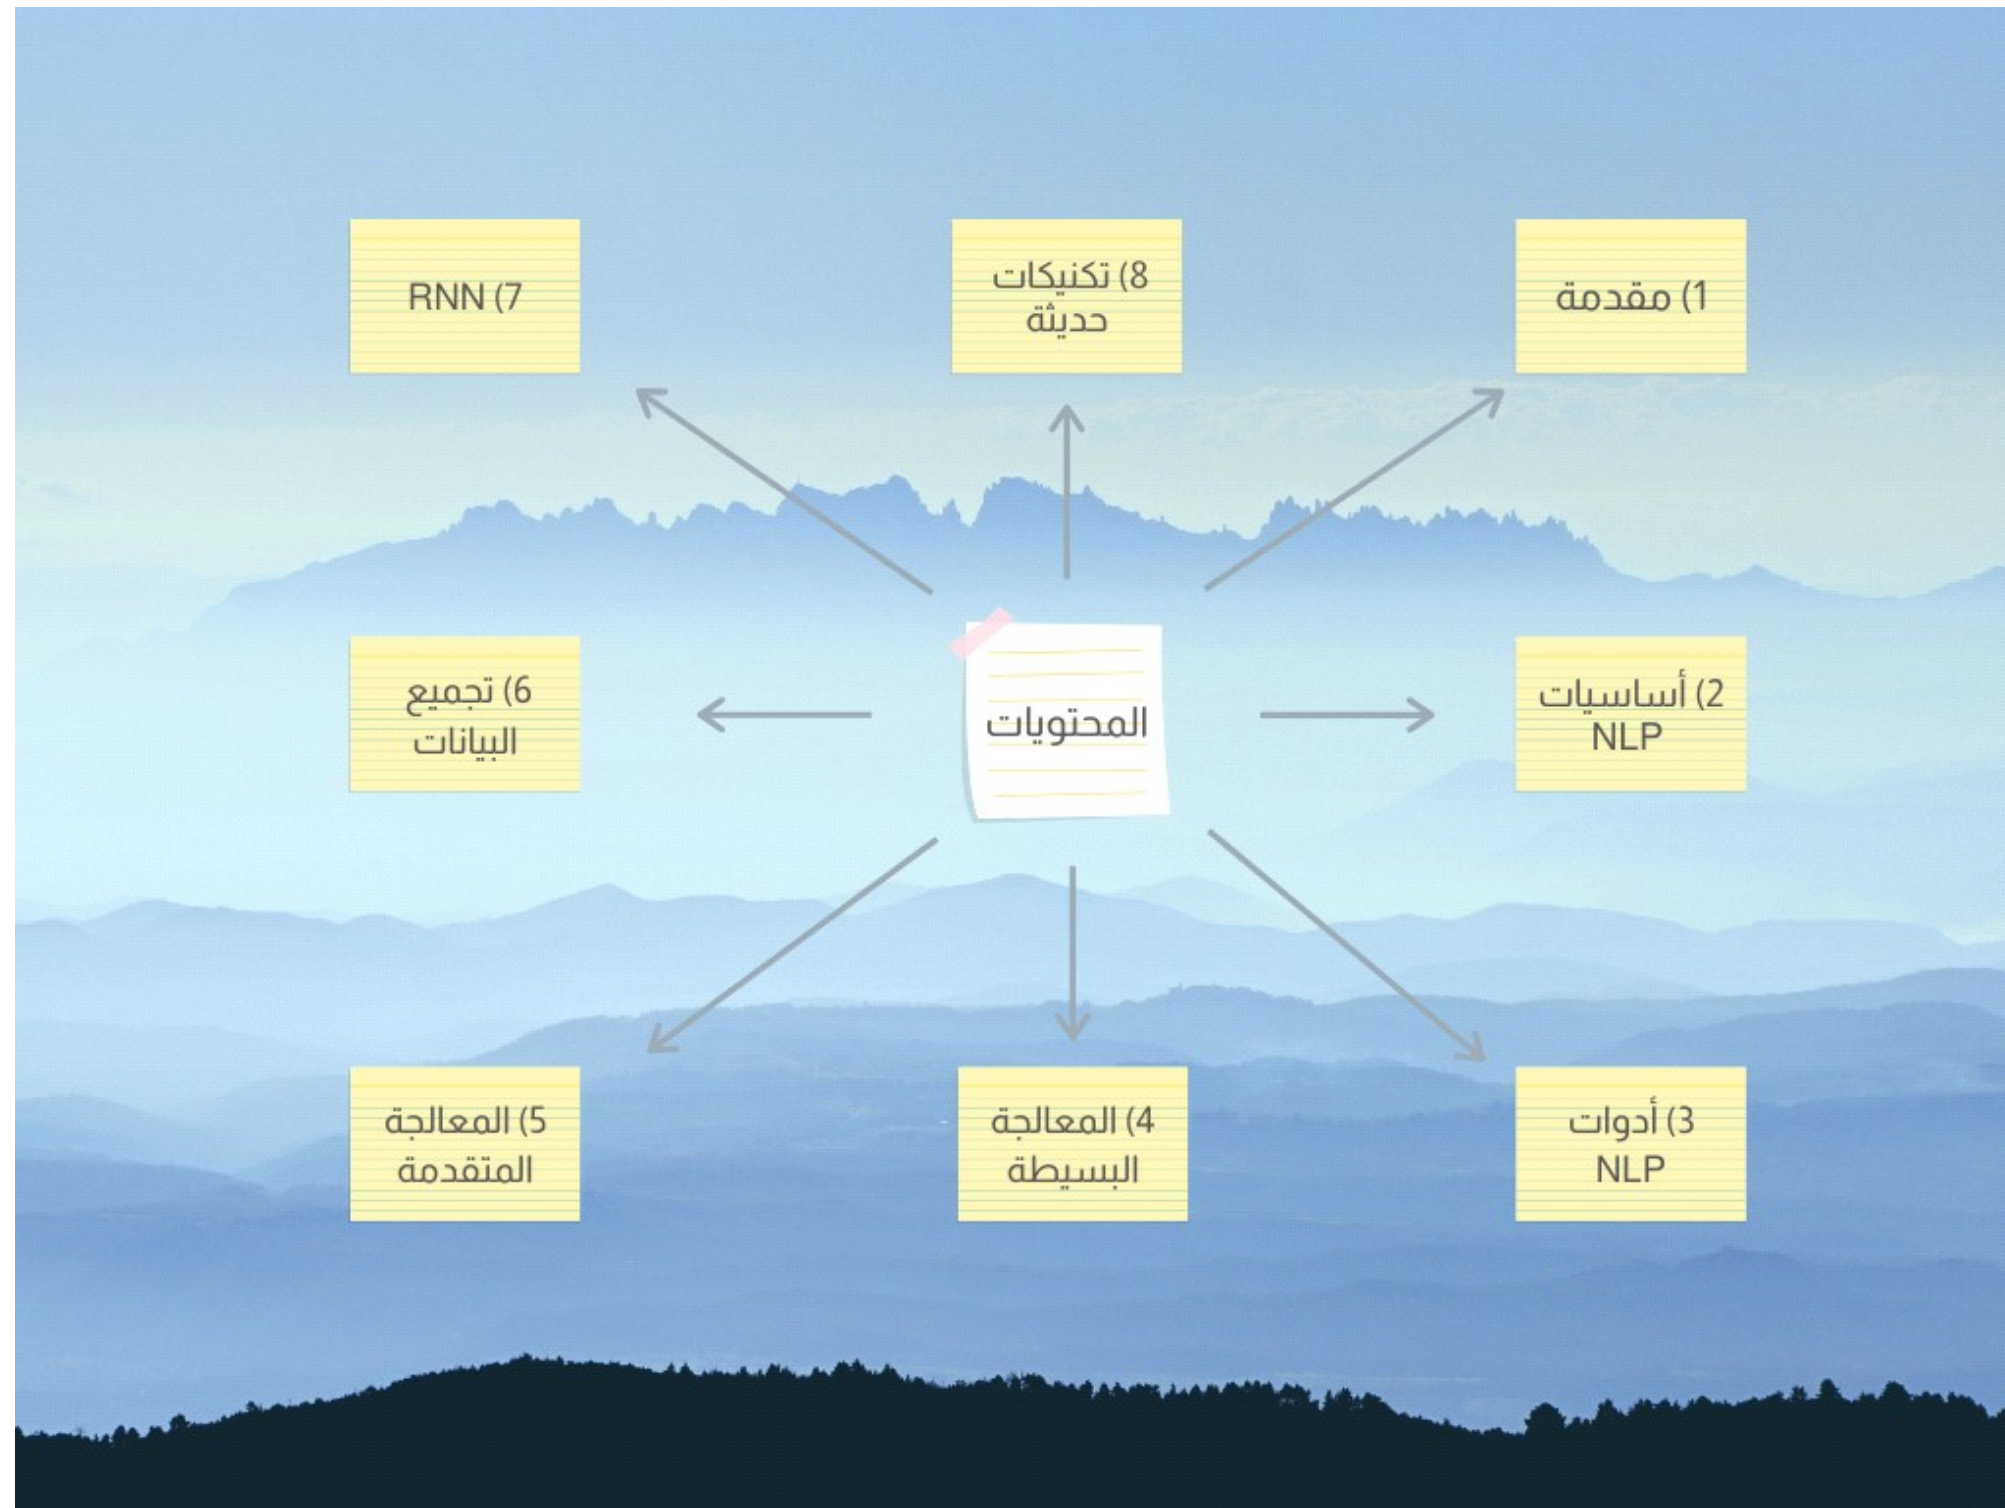 المحتويات
1) مقدمة
2) أساسيات
NLP
3) أدوات
NLP
4) المعالجة
البسيطة
5) المعالجة
المتقدمة
6) تجميع
البيانات
7) RNN
8) تكنيكات
حديثة